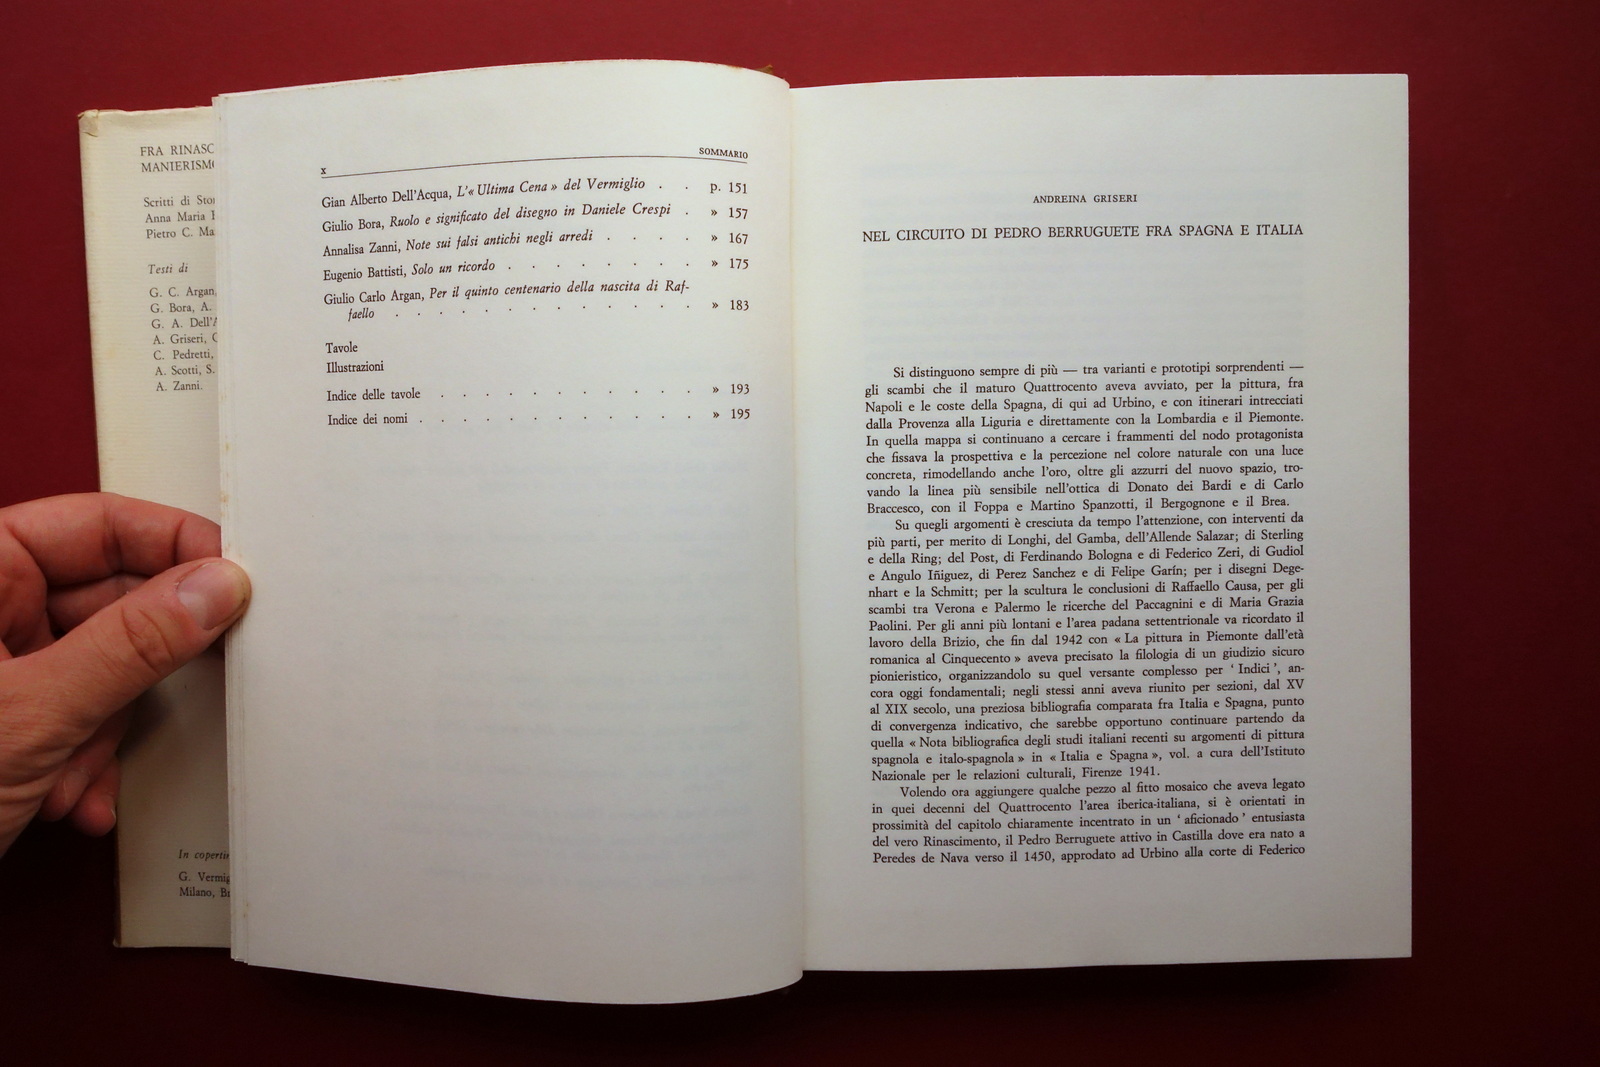 FRA RINASC
MANIERISM
Scritti di Stor
Anna Maria
Pietro C. Ma
Testi di
G. C. Argan,
G. Bora, A.
G. A. Dell'A
A. Griseri,
C. Pedretti,
A. Scotti, S.
A. Zanni.
In coperti
G. Vermig
Milano, B
x SOMMARIO
Gian Alberto Dell'Acqua, L'« Ultima Cena » del Vermiglio . . p. 151
Giulio Bora, Ruolo e significato del disegno in Daniele Crespi . » 157
Annalisa Zanni, Note sui falsi antichi negli arredi . . . . » 167
Eugenio Battisti, Solo un ricordo . . . . . . . » 175
Giulio Carlo Argan, Per il quinto centenario della nascita di Raf-
faello . . . . . . . . . . . » 183
Tavole
Illustrazioni
Indice delle tavole . . . . . . . . . . » 193
Indice dei nomi . . . . . . . . . . » 195
ANDREINA GRISERI
NEL CIRCUITO DI PEDRO BERRUGUETE FRA SPAGNA E ITALIA
Si distinguono sempre di più — tra varianti e prototipi sorprendenti —
gli scambi che il maturo Quattrocento aveva avviato, per la pittura, fra
Napoli e le coste della Spagna, di qui ad Urbino, e con itinerari intrecciati
dalla Provenza alla Liguria e direttamente con la Lombardia e il Piemonte.
In quella mappa si continuano a cercare i frammenti del nodo protagonista
che fissava la prospettiva e la percezione nel colore naturale con una luce
concreta, rimodellando anche l'oro, oltre gli azzurri del nuovo spazio, tro-
vando la linea più sensibile nell'ottica di Donato dei Bardi e di Carlo
Braccesco, con il Foppa e Martino Spanzotti, il Bergognone e il Brea.
Su quegli argomenti è cresciuta da tempo l'attenzione, con interventi da
più parti, per merito di Longhi, del Gamba, dell'Allende Salazar; di Sterling
e della Ring; del Post, di Ferdinando Bologna e di Federico Zeri, di Gudiol
e Angulo Iñiguez, di Perez Sanchez e di Felipe Garín; per i disegni Dege-
nhart e la Schmitt; per la scultura le conclusioni di Raffaello Causa, per gli
scambi tra Verona e Palermo le ricerche del Paccagnini e di Maria Grazia
Paolini. Per gli anni più lontani e l'area padana settentrionale va ricordato il
lavoro della Brizio, che fin dal 1942 con « La pittura in Piemonte dall'età
romanica al Cinquecento » aveva precisato la filologia di un giudizio sicuro
pionieristico, organizzandolo su quel versante complesso per ' Indici ', an-
cora oggi fondamentali; negli stessi anni aveva riunito per sezioni, dal XV
al XIX secolo, una preziosa bibliografia comparata fra Italia e Spagna, punto
di convergenza indicativo, che sarebbe opportuno continuare partendo da
quella « Nota bibliografica degli studi italiani recenti su argomenti di pittura
spagnola e italo-spagnola » in « Italia e Spagna », vol. a cura dell'Istituto
Nazionale per le relazioni culturali, Firenze 1941.
Volendo ora aggiungere qualche pezzo al fitto mosaico che aveva legato
in quei decenni del Quattrocento l'area iberica-italiana, si è orientati in
prossimità del capitolo chiaramente incentrato in un ' aficionado ' entusiasta
del vero Rinascimento, il Pedro Berruguete attivo in Castilla dove era nato a
Peredes de Nava verso il 1450, approdato ad Urbino alla corte di Federico